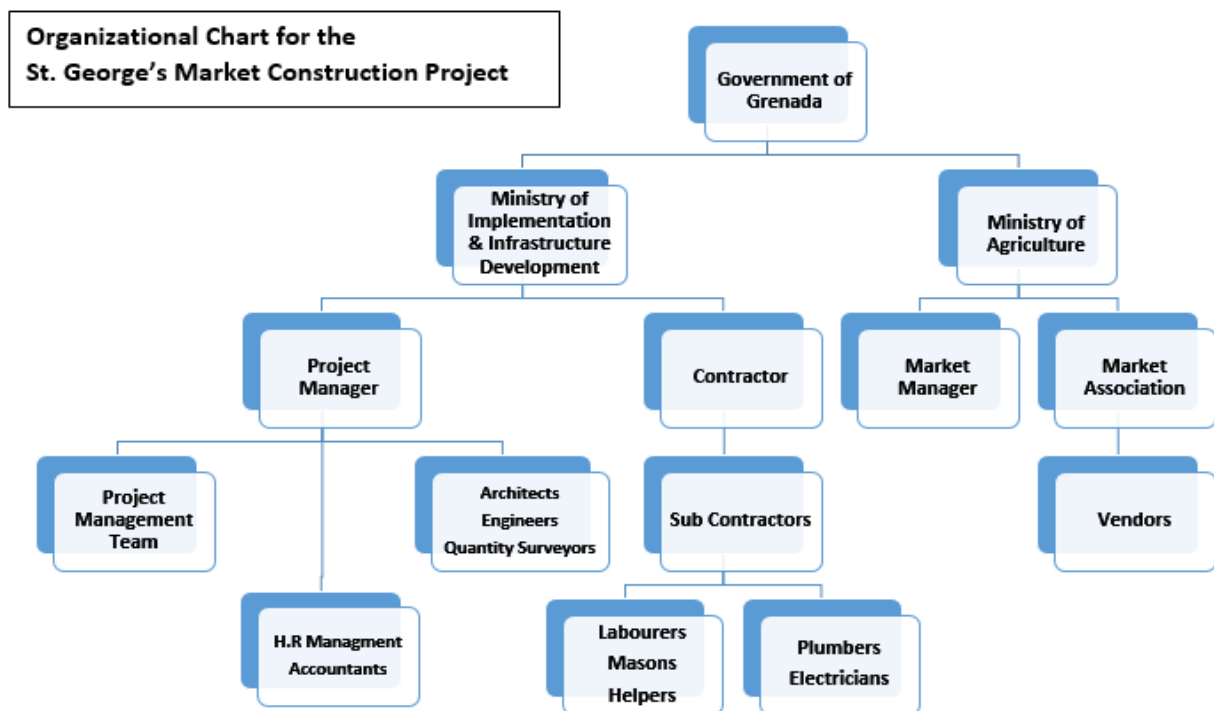 Organizational Chart for the
St. George’s Market Construction Project
Government of
Grenada
Ministry of
Implementation
& Infrastructure
Development
Ministry of
Agriculture
Project
Manager
Contractor
Market
Manager
Market
Association
Project
Management
Team
Architects
Engineers
Quantity Surveyors
Sub Contractors
Vendors
H.R Managment
Accountants
Labourers
Masons
Helpers
Plumbers
Electricians